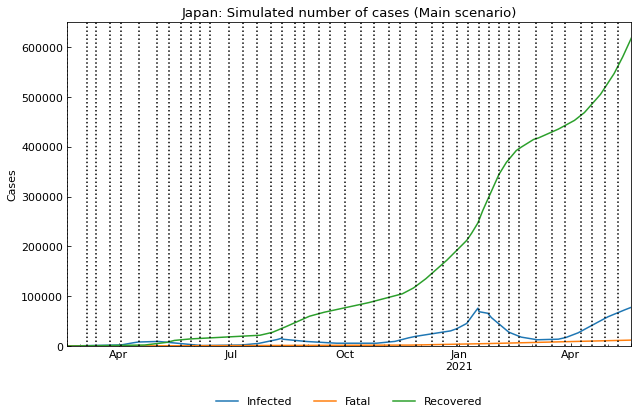 Japan: Simulated number of cases (Main scenario)
600000
500000
400000
300000
200000
100000
0
Cases
Apr Jul Oct Jan Apr
2021
Infected Fatal Recovered